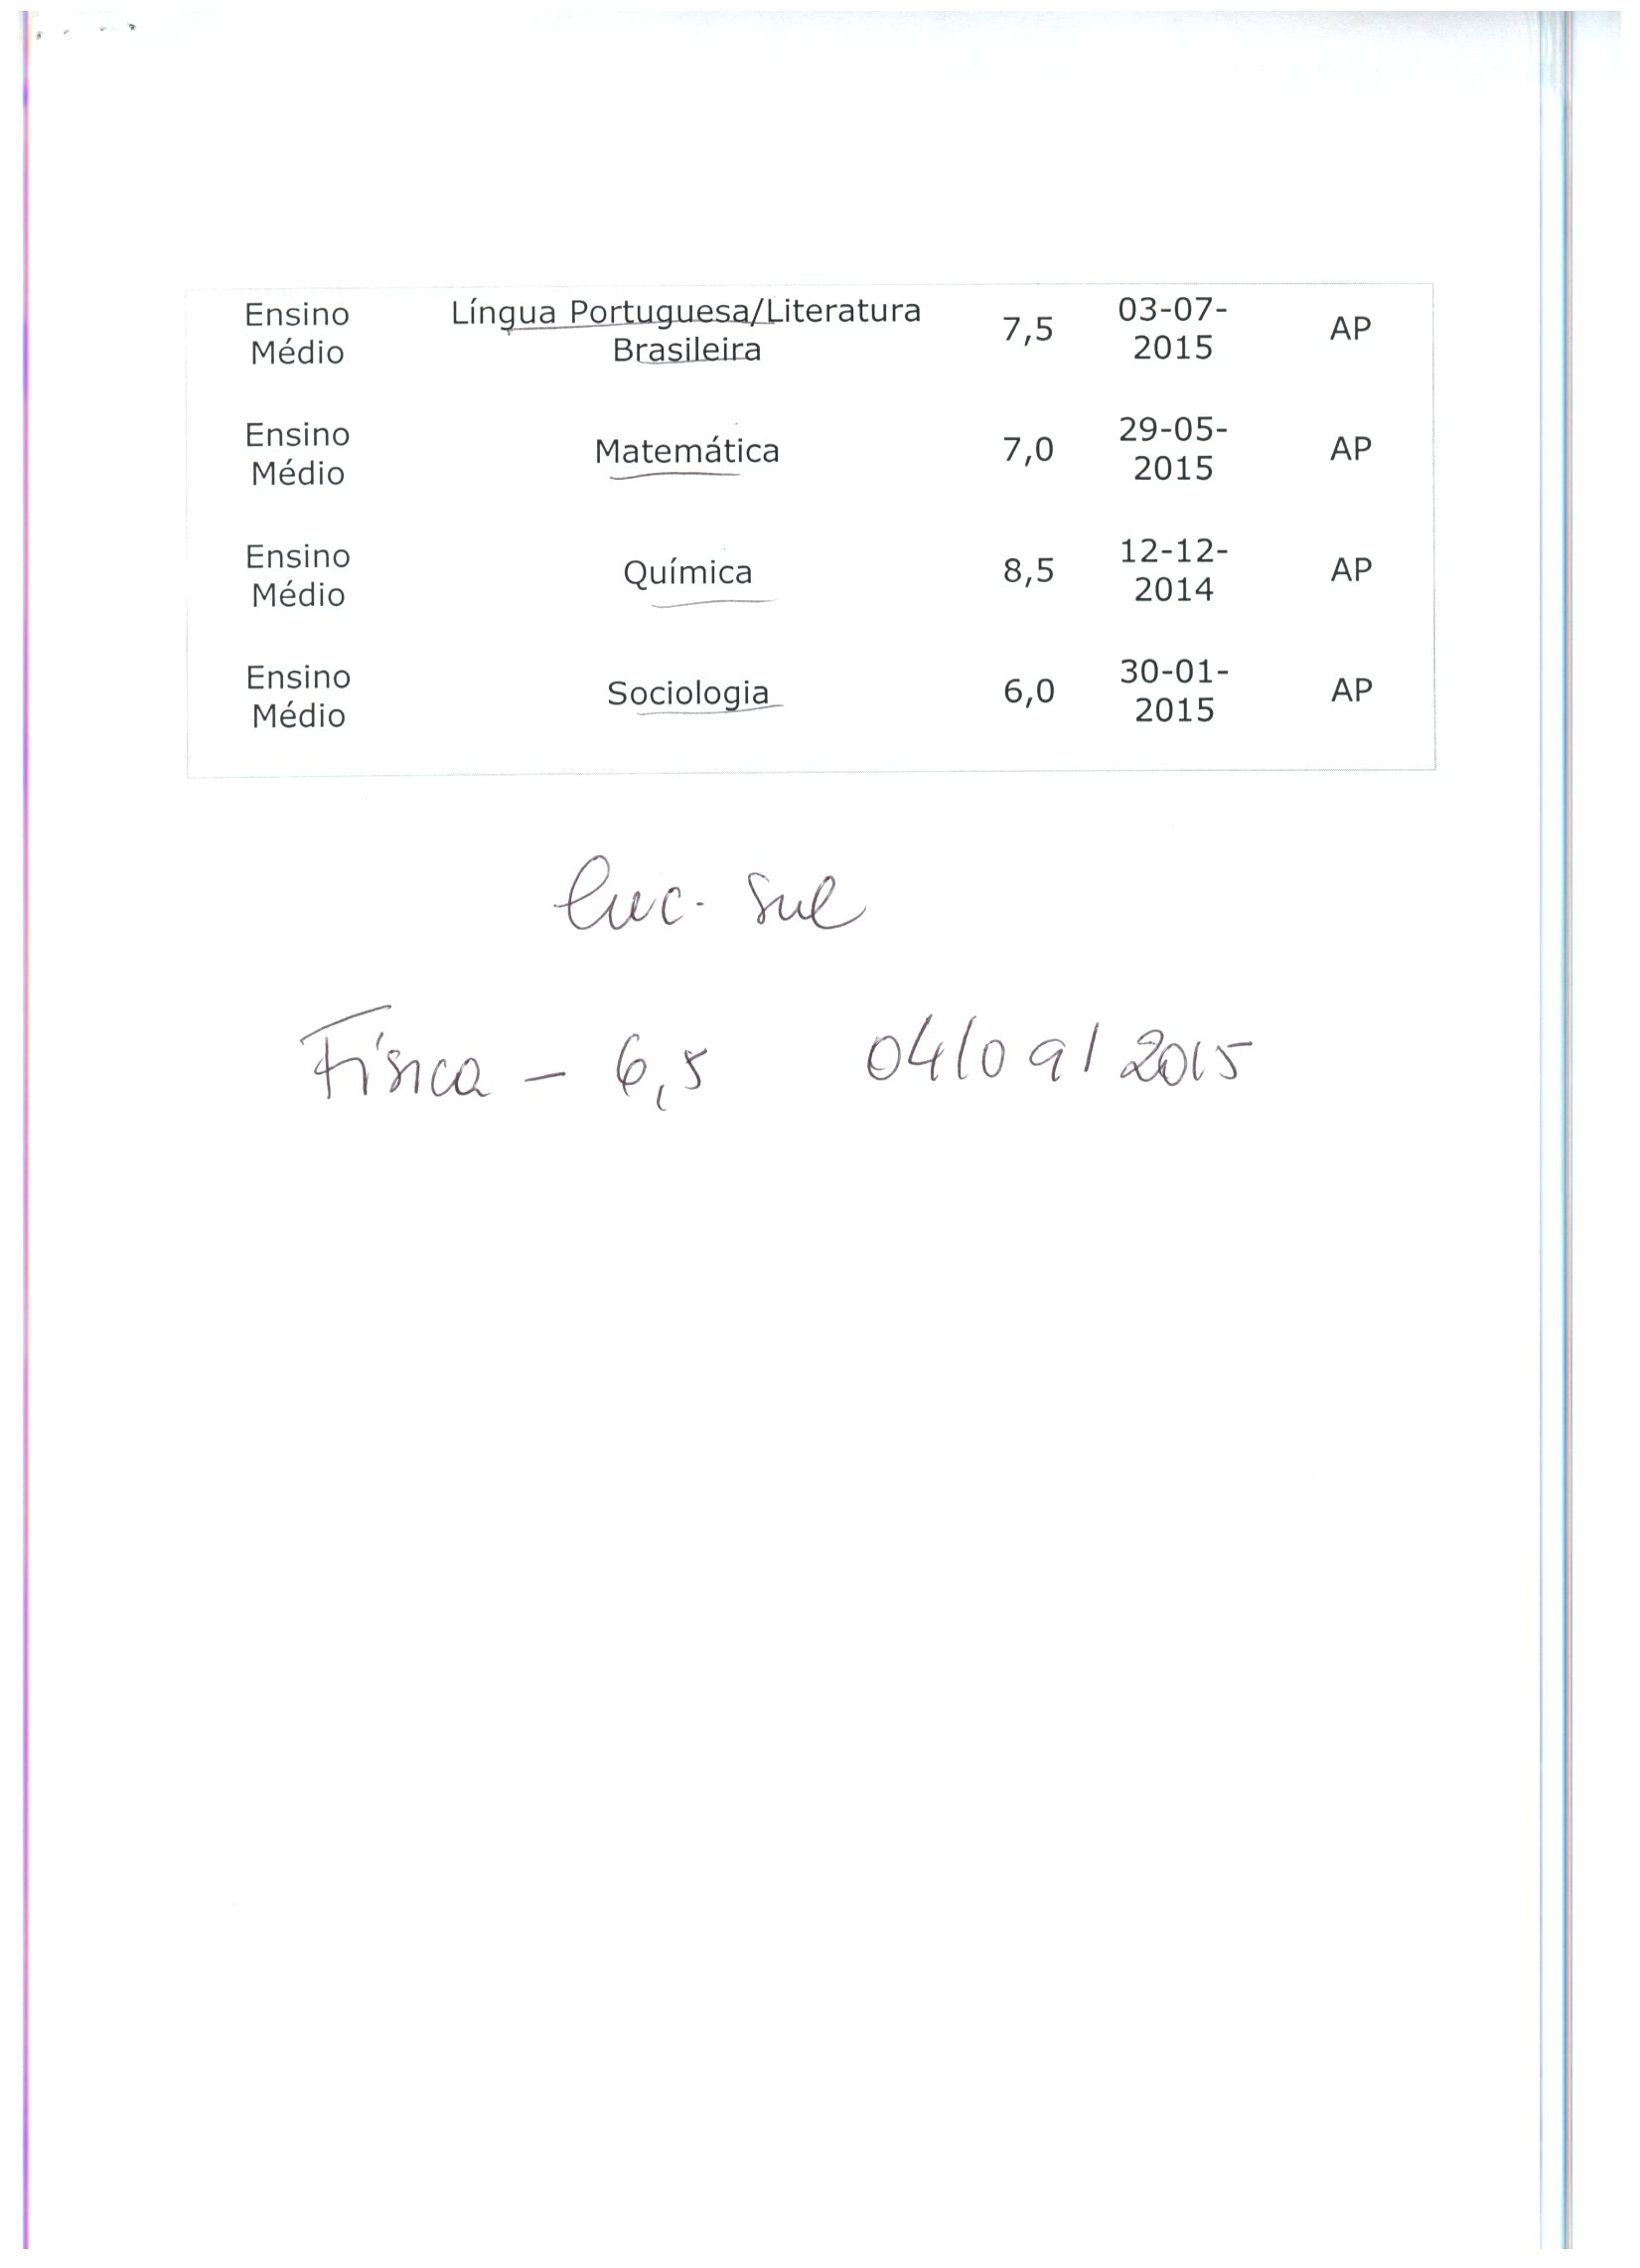 Ensino Médio Língua Portuguesa/Literatura Brasileira 7,5 03-07-2015 AP
Ensino Médio Matemática 7,0 29-05-2015 AP
Ensino Médio Química 8,5 12-12-2014 AP
Ensino Médio Sociologia 6,0 30-01-2015 AP
Sul
Física - 6,5 04/09/2015